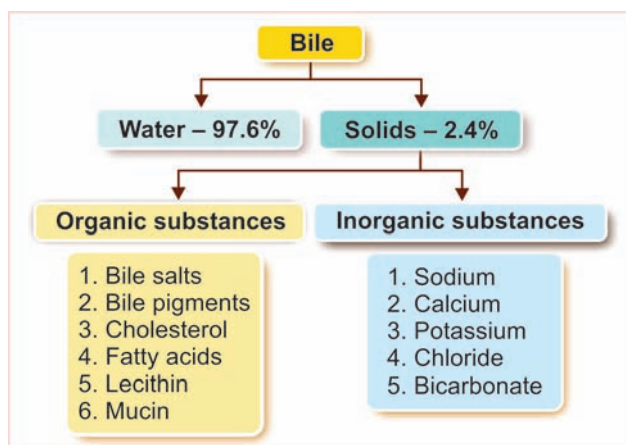 Bile
Water – 97.6%
Solids – 2.4%
Organic substances
1. Bile salts
2. Bile pigments
3. Cholesterol
4. Fatty acids
5. Lecithin
6. Mucin
Inorganic substances
1. Sodium
2. Calcium
3. Potassium
4. Chloride
5. Bicarbonate